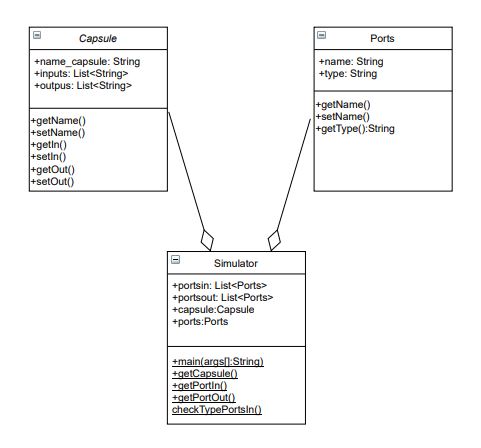 Capsule
+name_capsule: String
+inputs: List<String>
+outpus: List<String>
+getName()
+setName()
+getIn()
+setIn()
+getOut()
+setOut()
Ports
+name: String
+type: String
+getName()
+setName()
+getType():String
Simulator
+portsin: List<Ports>
+portsout: List<Ports>
+capsule:Capsule
+ports:Ports
+main(args[]:String)
+getCapsule()
+getPortIn()
+getPortOut()
checkTypePortsIn()